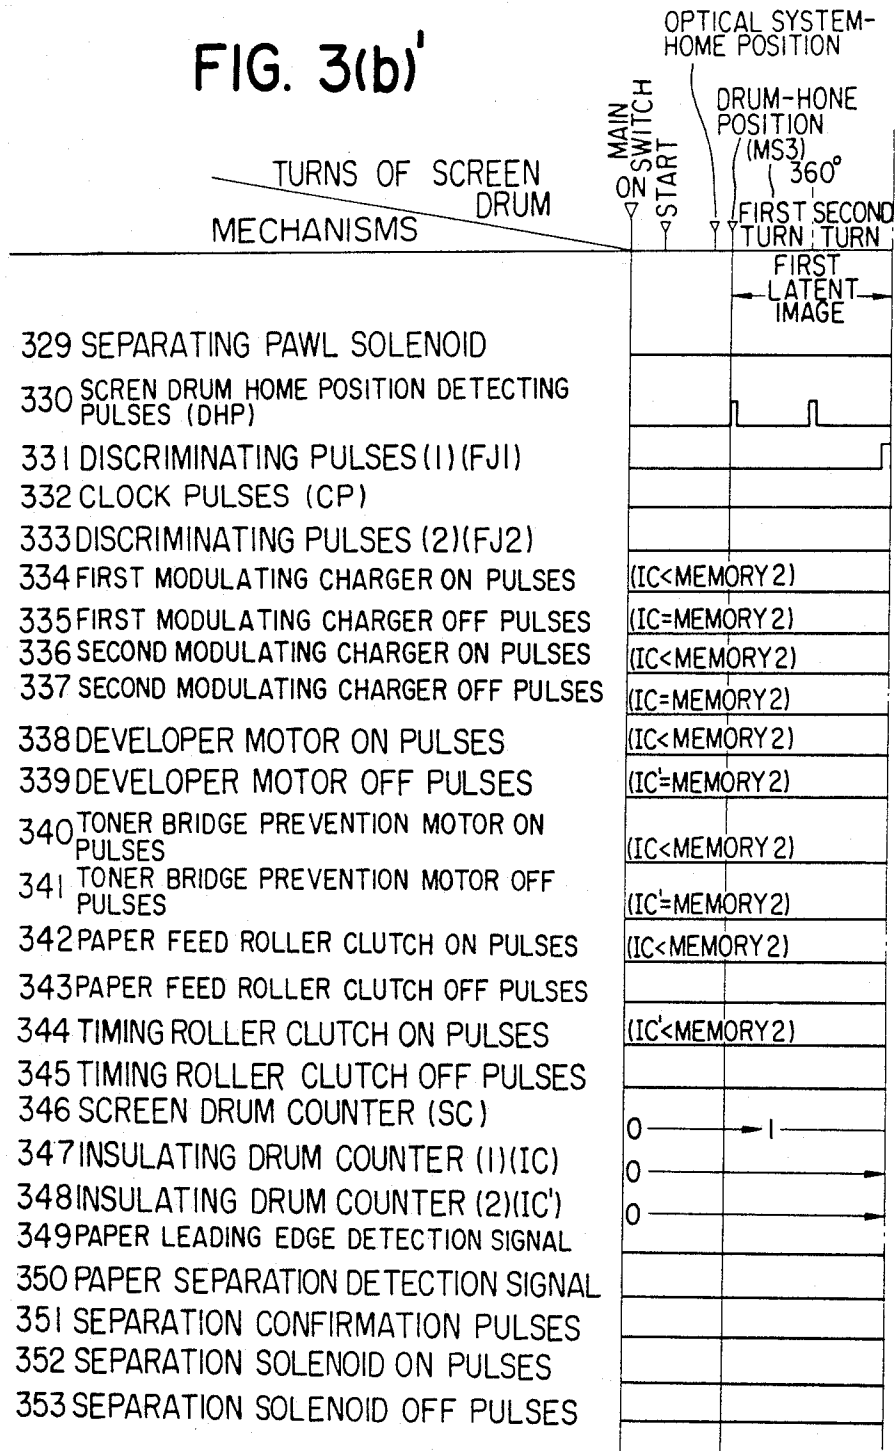 FIG. 3(b)'
OPTICAL SYSTEM-
HOME POSITION
DRUM-HONE
POSITION
(MS3)
MAIN
SWITCH
ON
START
360°
TURNS OF SCREEN
DRUM
MECHANISMS
FIRST SECOND
TURN TURN
FIRST
LATENT
IMAGE
329 SEPARATING PAWL SOLENOID
330 SCREN DRUM HOME POSITION DETECTING
PULSES (DHP)
331 DISCRIMINATING PULSES (1) (FJ1)
332 CLOCK PULSES (CP)
333 DISCRIMINATING PULSES (2)(FJ2)
334 FIRST MODULATING CHARGER ON PULSES (IC<MEMORY 2)
335 FIRST MODULATING CHARGER OFF PULSES (IC=MEMORY 2)
336 SECOND MODULATING CHARGER ON PULSES (IC<MEMORY 2)
337 SECOND MODULATING CHARGER OFF PULSES (IC=MEMORY 2)
338 DEVELOPER MOTOR ON PULSES (IC<MEMORY 2)
339 DEVELOPER MOTOR OFF PULSES (IC'=MEMORY 2)
340 TONER BRIDGE PREVENTION MOTOR ON
PULSES (IC<MEMORY 2)
341 TONER BRIDGE PREVENTION MOTOR OFF
PULSES (IC'=MEMORY 2)
342 PAPER FEED ROLLER CLUTCH ON PULSES (IC<MEMORY 2)
343 PAPER FEED ROLLER CLUTCH OFF PULSES
344 TIMING ROLLER CLUTCH ON PULSES (IC'<MEMORY 2)
345 TIMING ROLLER CLUTCH OFF PULSES
346 SCREEN DRUM COUNTER (SC) 0 1
347 INSULATING DRUM COUNTER (1)(IC) 0
348 INSULATING DRUM COUNTER (2)(IC') 0
349 PAPER LEADING EDGE DETECTION SIGNAL
350 PAPER SEPARATION DETECTION SIGNAL
351 SEPARATION CONFIRMATION PULSES
352 SEPARATION SOLENOID ON PULSES
353 SEPARATION SOLENOID OFF PULSES